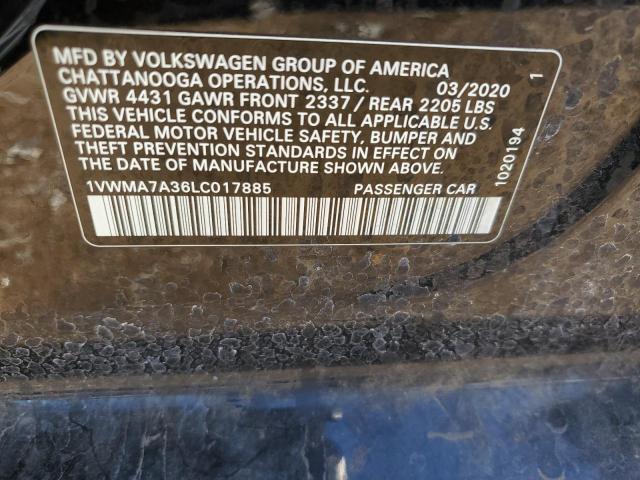 MFD BY VOLKSWAGEN GROUP OF AMERICA
CHATTANOOGA OPERATIONS, LLC. 03/2020
GVWR 4431 GAWR FRONT 2337 / REAR 2205 LBS
THIS VEHICLE CONFORMS TO ALL APPLICABLE U.S.
FEDERAL MOTOR VEHICLE SAFETY, BUMPER AND
THEFT PREVENTION STANDARDS IN EFFECT ON
THE DATE OF MANUFACTURE SHOWN ABOVE.
1VWMA7A36LC017885 PASSENGER CAR
1020194 1